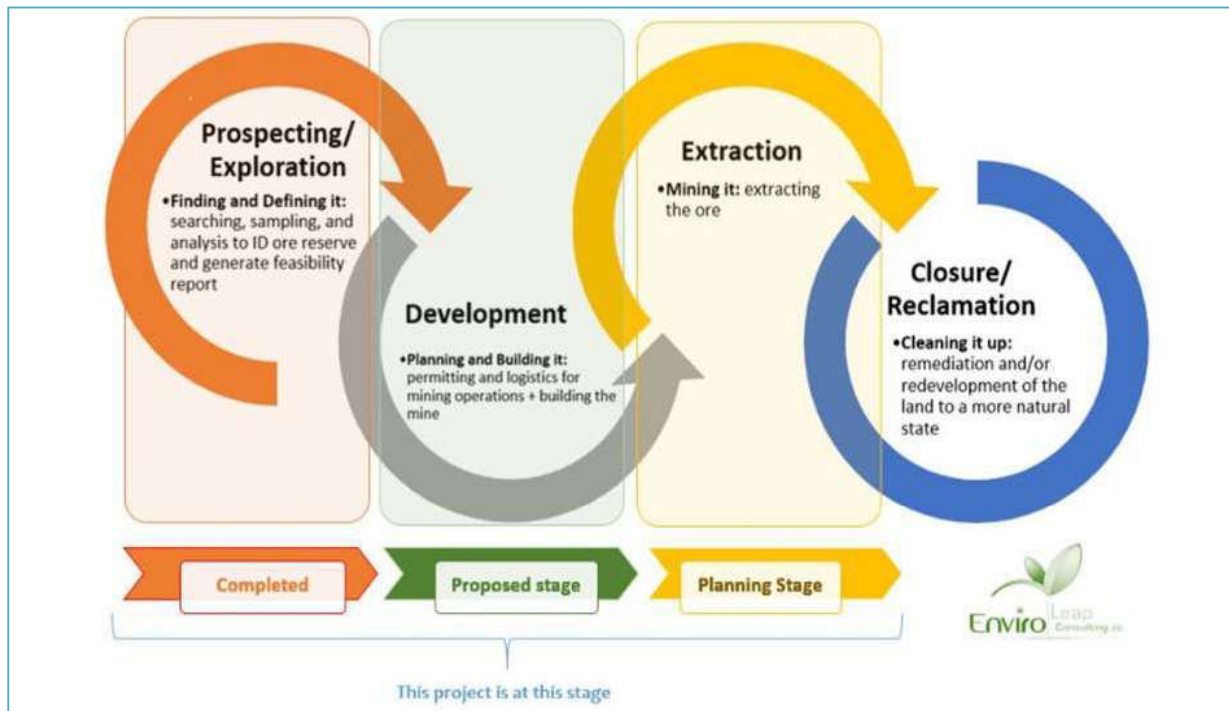 Prospecting/
Exploration
•Finding and Defining it:
searching, sampling, and
analysis to ID ore reserve
and generate feasibility
report
Development
•Planning and Building it:
permitting and logistics for
mining operations + building the
mine
Extraction
•Mining it: extracting
the ore
Closure/
Reclamation
•Cleaning it up:
remediation and/or
redevelopment of the
land to a more natural
state
Completed
Proposed stage
Planning Stage
Enviro Leap
Consulting cc
This project is at this stage